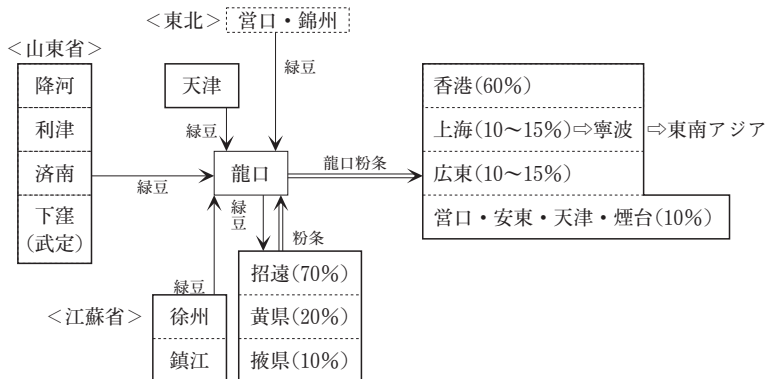 ＜東北＞ 営口・錦州
＜山東省＞
降河
利津
済南
下窪
(武定)
天津
緑豆
緑豆
緑豆
龍口
龍口粉条
香港(60%)
上海(10〜15%)⇨寧波 ⇨東南アジア
広東(10〜15%)
営口・安東・天津・煙台(10%)
緑豆
粉条
招遠(70%)
黄県(20%)
掖県(10%)
緑豆
＜江蘇省＞
徐州
鎮江